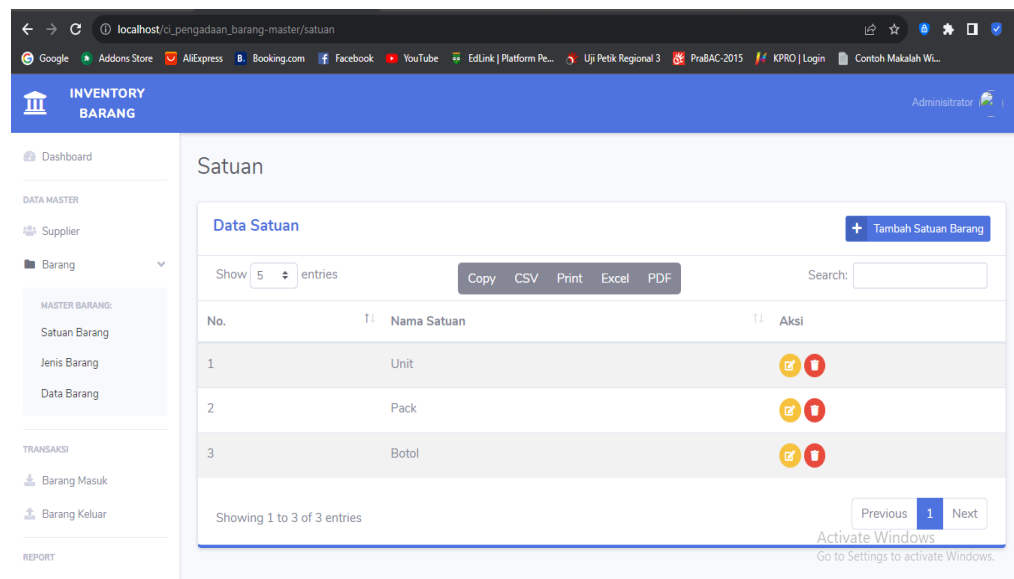 localhost/ci_pengadaan_barang-master/satuan
Google Addons Store AliExpress B. Booking.com Facebook YouTube EdLink | Platform Pe... Uji Petik Regional 3 PraBAC-2015 KPRO | Login Contoh Makalah Wi...
INVENTORY
BARANG
Adminisitrator
Dashboard
Satuan
DATA MASTER
Supplier
Barang
MASTER BARANG:
Satuan Barang
Jenis Barang
Data Barang
TRANSAKSI
Barang Masuk
Barang Keluar
REPORT
Data Satuan
+ Tambah Satuan Barang
Show 5 entries
Copy CSV Print Excel PDF
Search:
No. Nama Satuan Aksi
1 Unit
2 Pack
3 Botol
Showing 1 to 3 of 3 entries
Previous 1 Next
Activate Windows
Go to Settings to activate Windows.